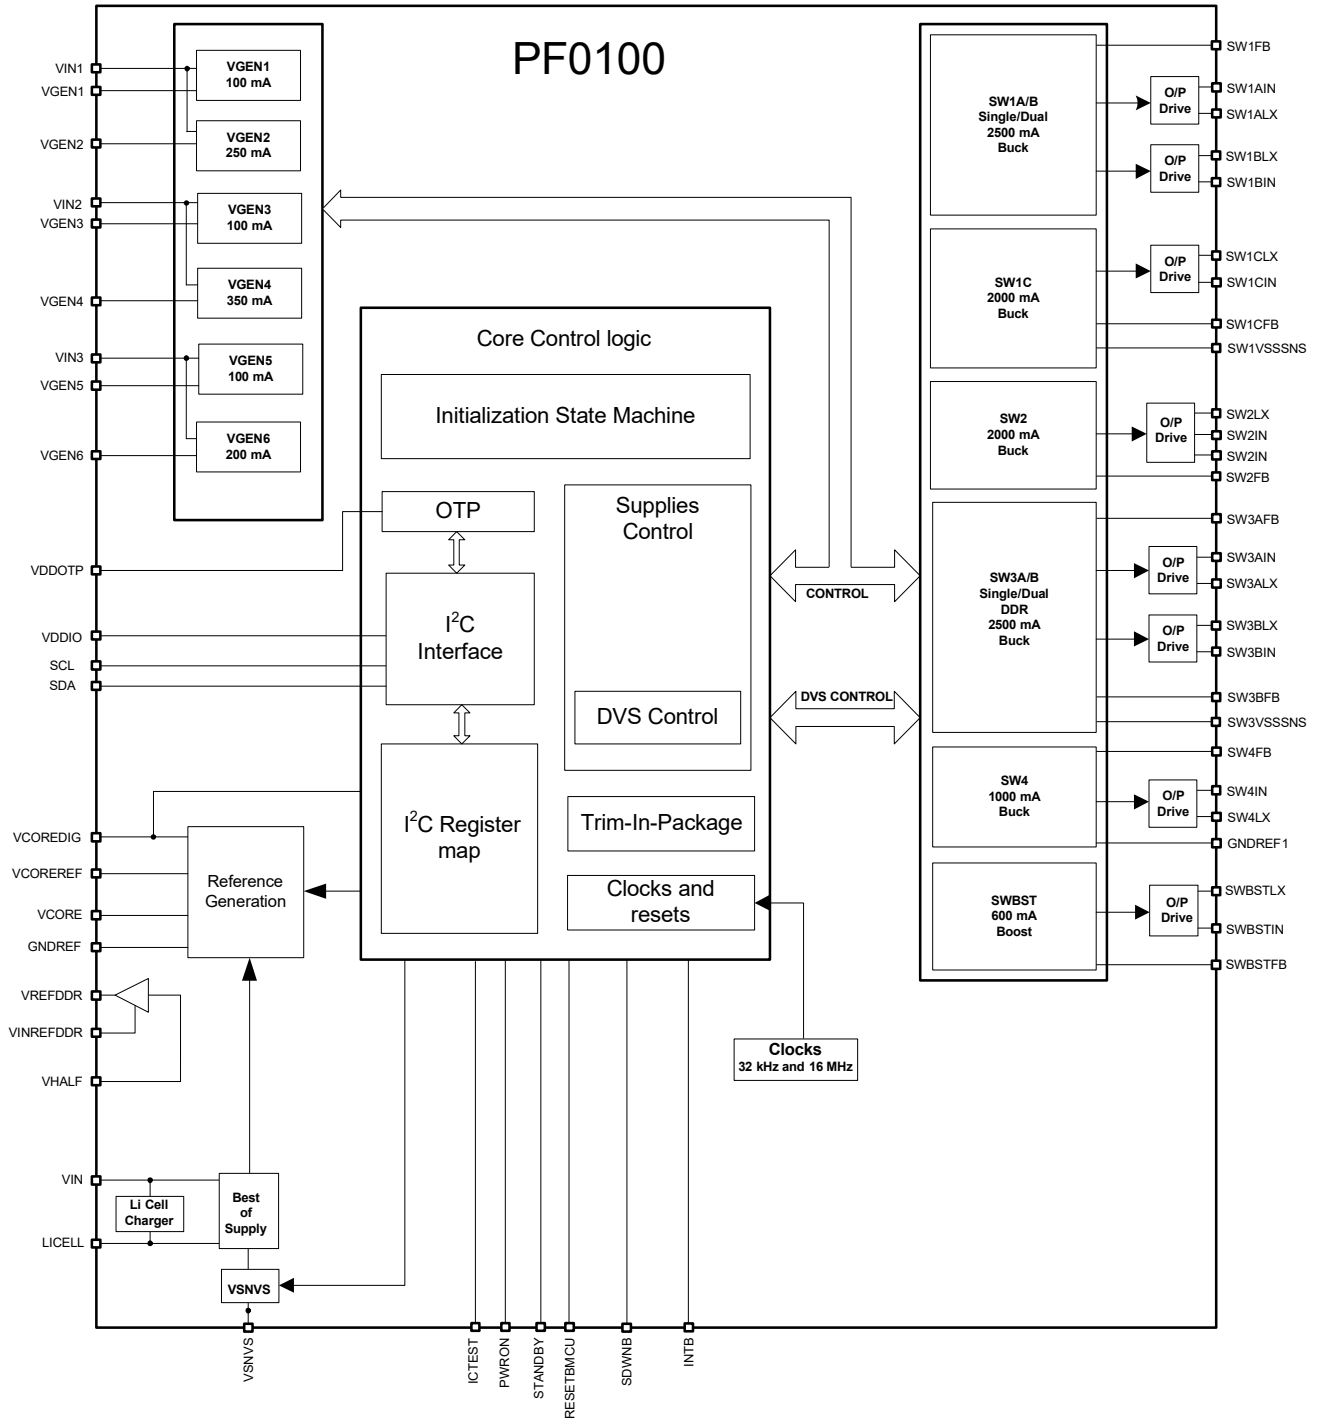 PF0100
VIN1
VGEN1
VGEN2
VIN2
VGEN3
VGEN4
VIN3
VGEN5
VGEN6
VDDOTP
VDDIO
SCL
SDA
VCOREDIG
VCOREREF
VCORE
GNDREF
VREFDDR
VINREFDDR
VHALF
VIN
LICELL
VGEN1
100 mA
VGEN2
250 mA
VGEN3
100 mA
VGEN4
350 mA
VGEN5
100 mA
VGEN6
200 mA
Core Control logic
Initialization State Machine
OTP
I²C
Interface
I²C Register
map
Supplies
Control
DVS Control
Trim-In-Package
Clocks and
resets
Reference
Generation
Li Cell
Charger
Best
of
Supply
VSNVS
Clocks
32 kHz and 16 MHz
CONTROL
DVS CONTROL
SW1A/B
Single/Dual
2500 mA
Buck
SW1C
2000 mA
Buck
SW2
2000 mA
Buck
SW3A/B
Single/Dual
DDR
2500 mA
Buck
SW4
1000 mA
Buck
SWBST
600 mA
Boost
O/P
Drive
O/P
Drive
O/P
Drive
O/P
Drive
O/P
Drive
O/P
Drive
O/P
Drive
O/P
Drive
SW1FB
SW1AIN
SW1ALX
SW1BLX
SW1BIN
SW1CLX
SW1CIN
SW1CFB
SW1VSSSNS
SW2LX
SW2IN
SW2IN
SW2FB
SW3AFB
SW3AIN
SW3ALX
SW3BLX
SW3BIN
SW3BFB
SW3VSSSNS
SW4FB
SW4IN
SW4LX
GNDREF1
SWBSTLX
SWBSTIN
SWBSTFB
VSNVS
ICTEST
PWRON
STANDBY
RESETBMCU
SDWNB
INTB